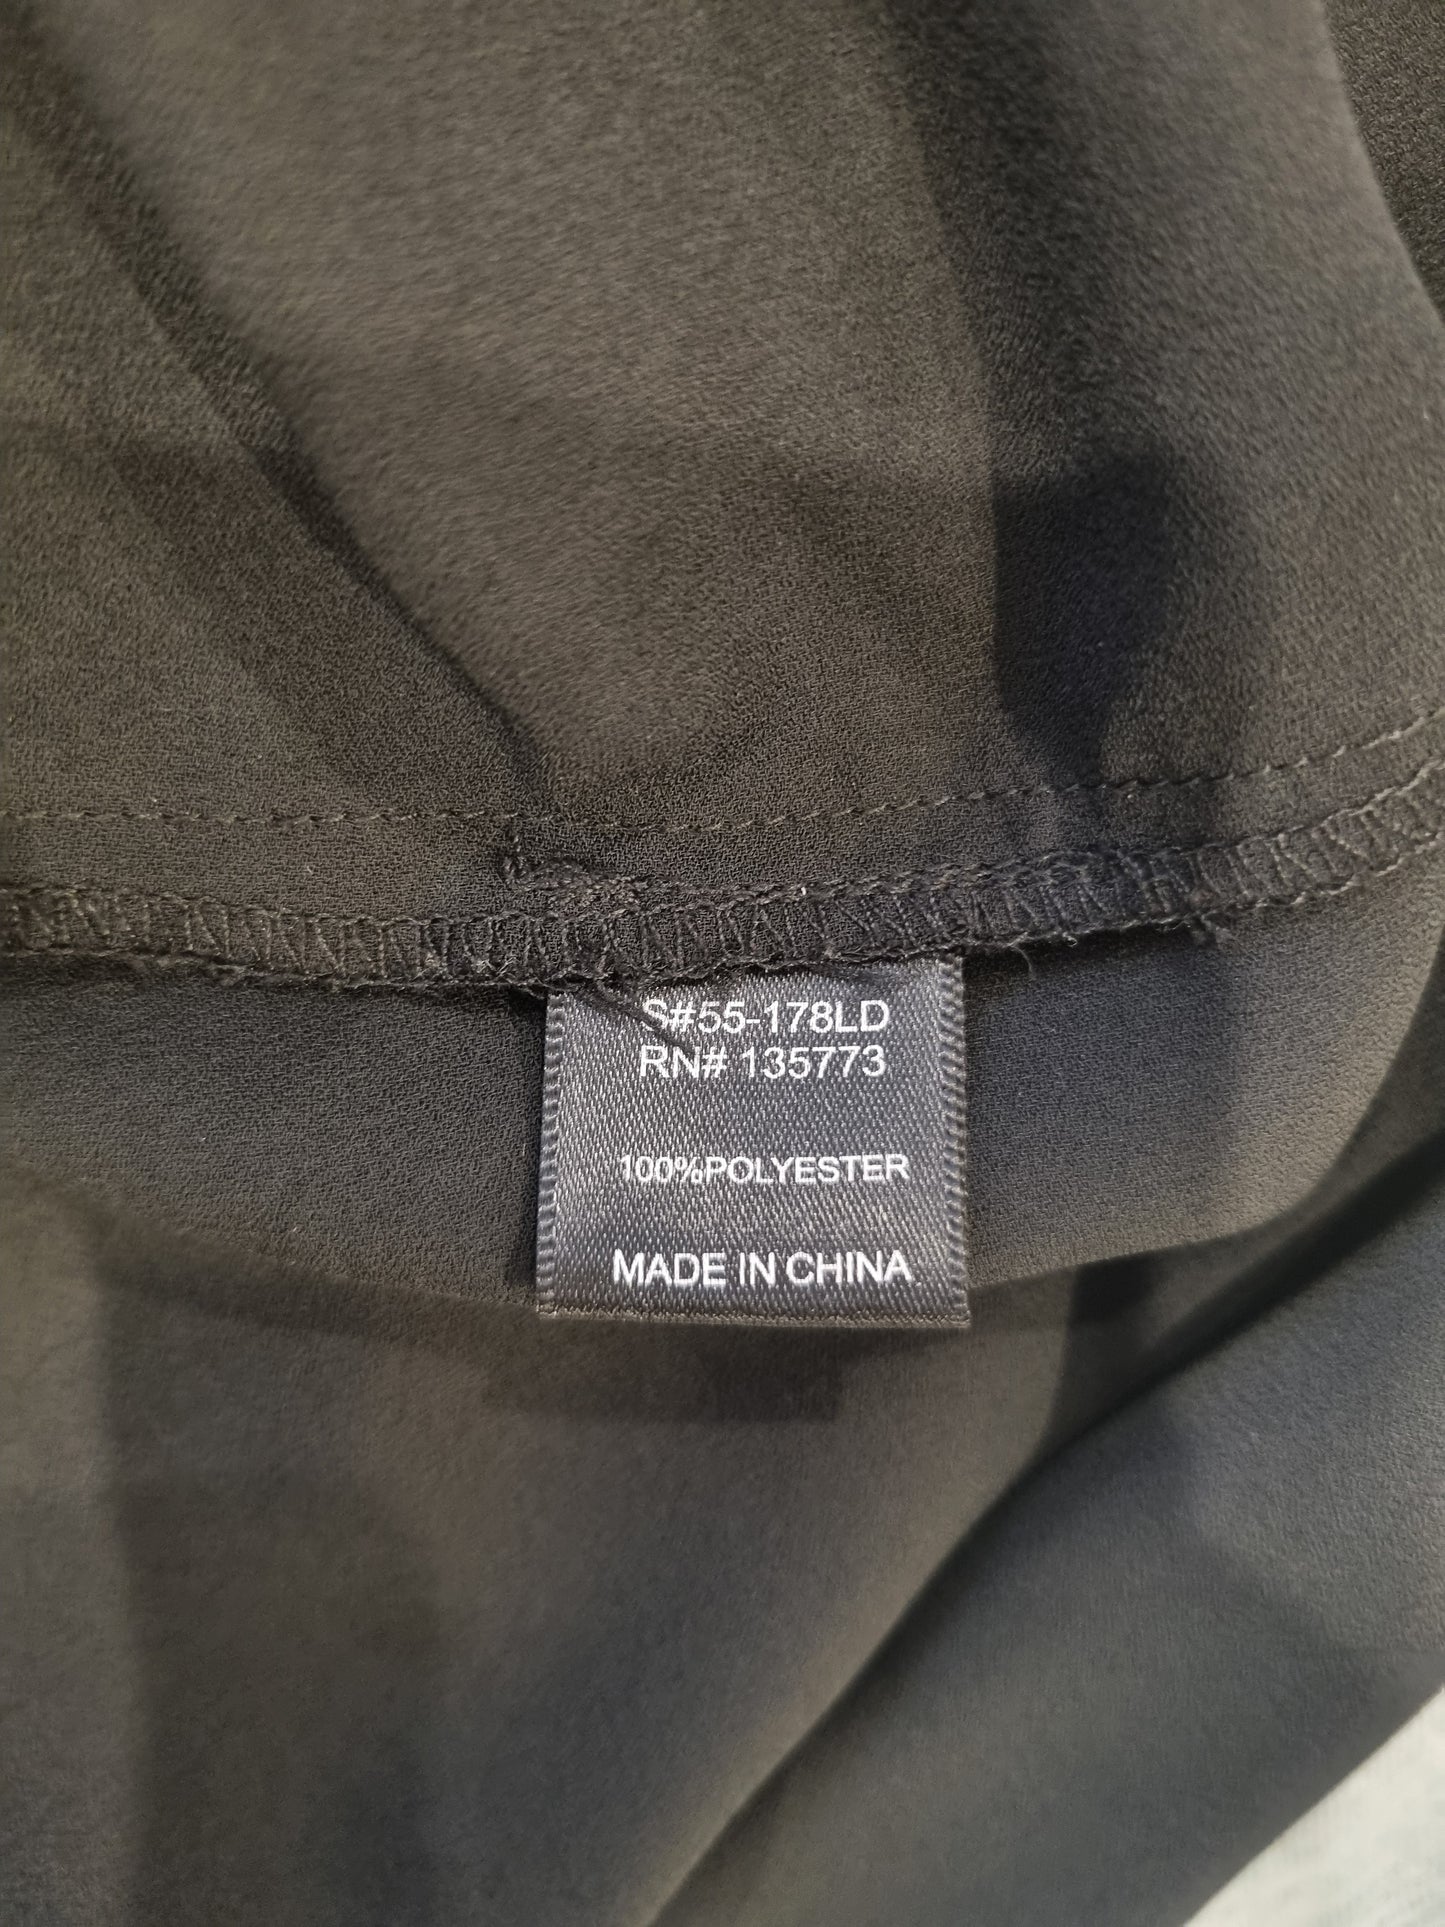 S#55-178LD
RN# 135773
100%POLYESTER
MADE IN CHINA